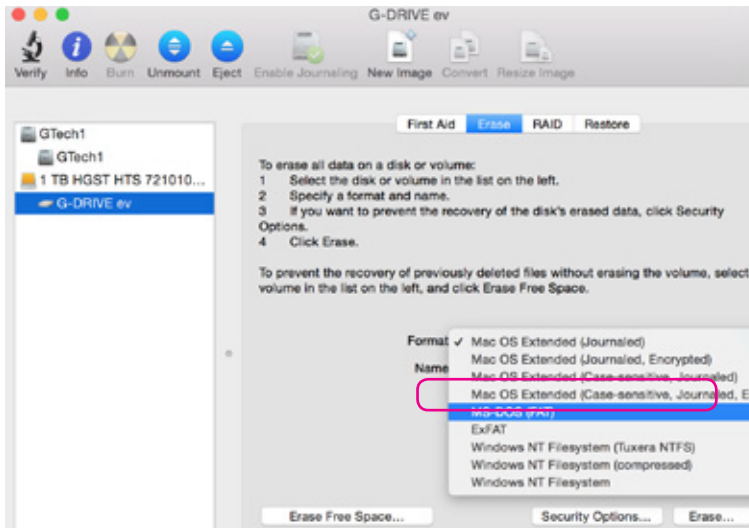 G-DRIVE ev
Verify Info Burn Unmount Eject Enable Journaling New Image Convert Resize Image
GTech1
GTech1
1 TB HGST HTS 721010...
G-DRIVE ev
First Aid Erase RAID Restore
To erase all data on a disk or volume:
1 Select the disk or volume in the list on the left.
2 Specify a format and name.
3 If you want to prevent the recovery of the disk's erased data, click Security
Options.
4 Click Erase.
To prevent the recovery of previously deleted files without erasing the volume, select
volume in the list on the left, and click Erase Free Space.
Format ✓ Mac OS Extended (Journaled)
Mac OS Extended (Journaled, Encrypted)
Name Mac OS Extended (Case-sensitive, Journaled)
Mac OS Extended (Case-sensitive, Journaled, E
MS-DOS (FAT)
ExFAT
Windows NT Filesystem (Tuxera NTFS)
Windows NT Filesystem (compressed)
Windows NT Filesystem
Erase Free Space... Security Options... Erase...